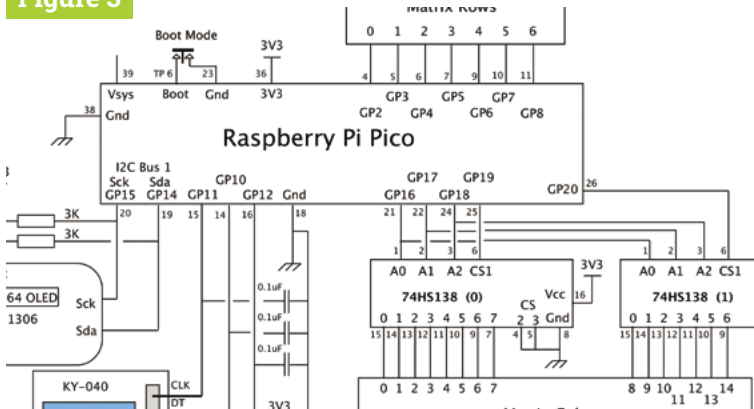 Figure 3
Matrix Rows
0 1 2 3 4 5 6
Boot Mode
3V3
39 TP 6 23 36 4 5 6 7 9 10 11
Vsys Boot Gnd 3V3 GP3 GP5 GP7
38 Gnd GP2 GP4 GP6 GP8
Raspberry Pi Pico
I2C Bus 1
Sck Sda GP10 GP17 GP19
GP15 GP14 GP11 GP12 Gnd GP16 GP18 GP20 26
20 19 15 14 16 18 21 22 24 25
3K
3K
1 2 3 6 1 2 3 6
A0 A1 A2 CS1 3V3 A0 A1 A2 CS1
64 OLED
1306
Sck
Sda
0.1uF
0.1uF
0.1uF
74HS138 (0) Vcc 16 74HS138 (1)
CS
0 1 2 3 4 5 6 7 2 3 Gnd 0 1 2 3 4 5 6
15 14 13 12 11 10 9 7 4 5 8 15 14 13 12 11 10 9
KY-040 CLK
DT
3V3
0 1 2 3 4 5 6 7 8 9 10 11 12 13 14